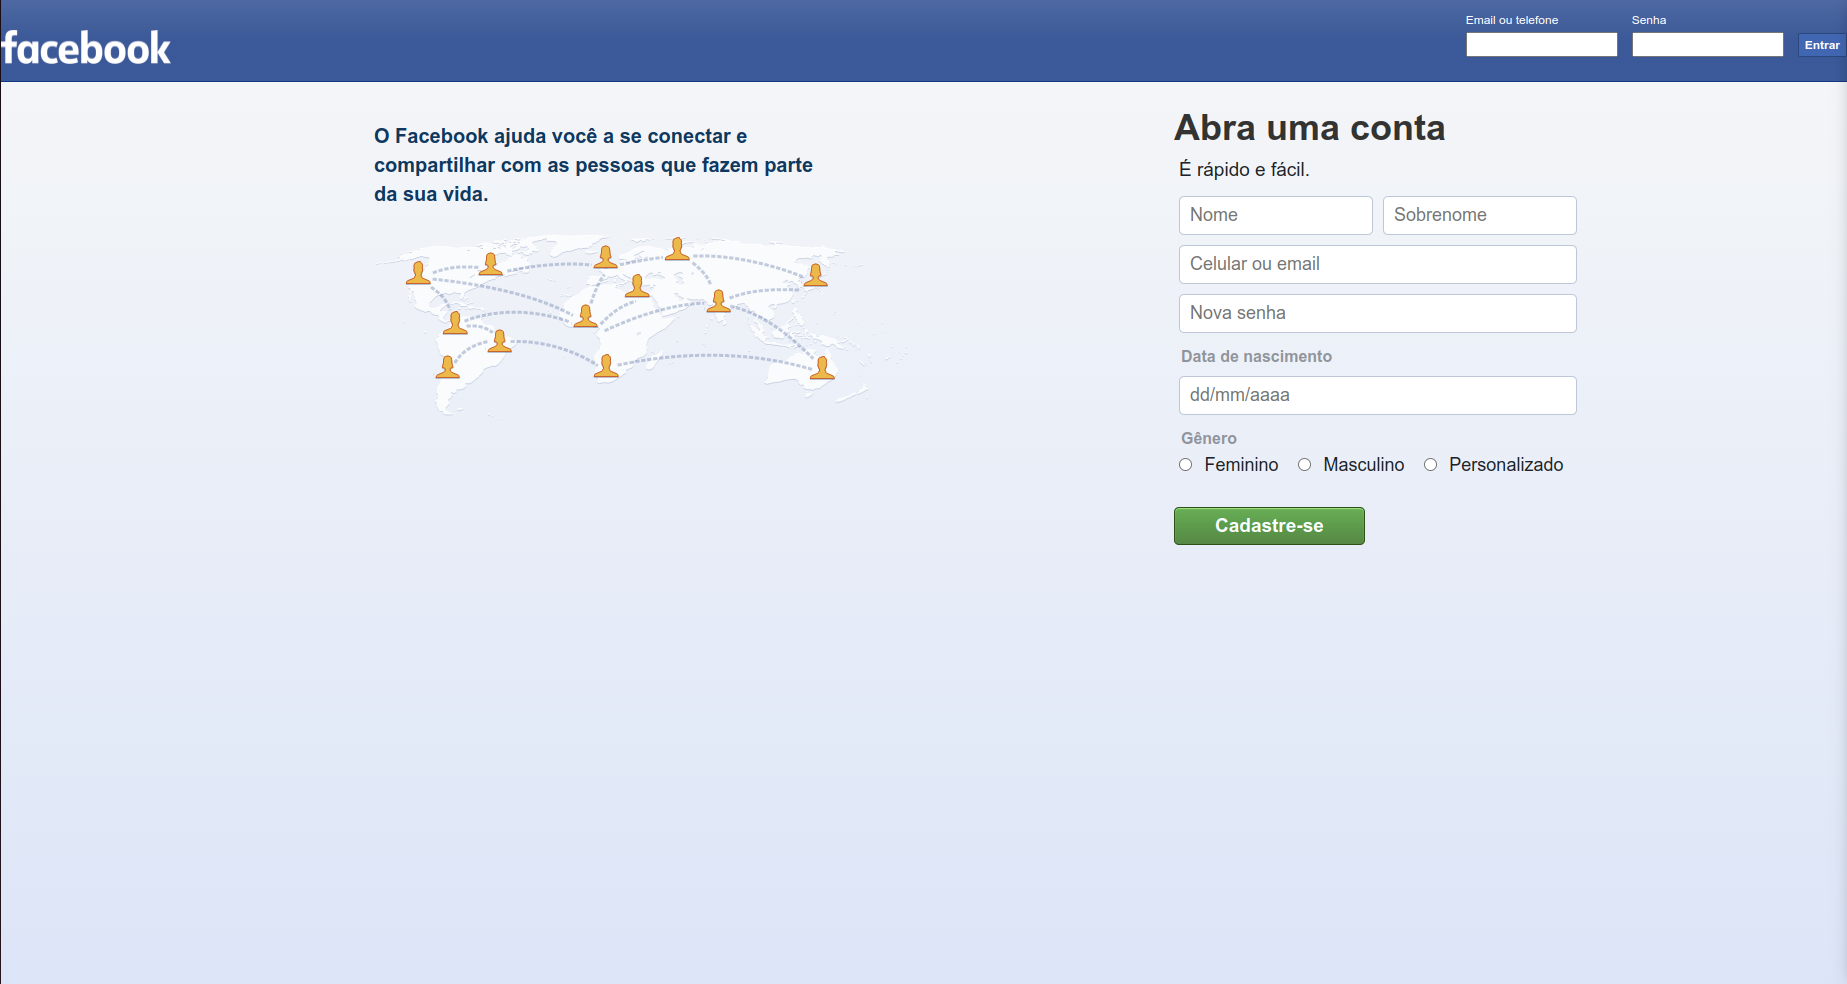 facebook
Email ou telefone
Senha
Entrar
O Facebook ajuda você a se conectar e
compartilhar com as pessoas que fazem parte
da sua vida.
Abra uma conta
É rápido e fácil.
Nome
Sobrenome
Celular ou email
Nova senha
Data de nascimento
dd/mm/aaaa
Gênero
Feminino Masculino Personalizado
Cadastre-se